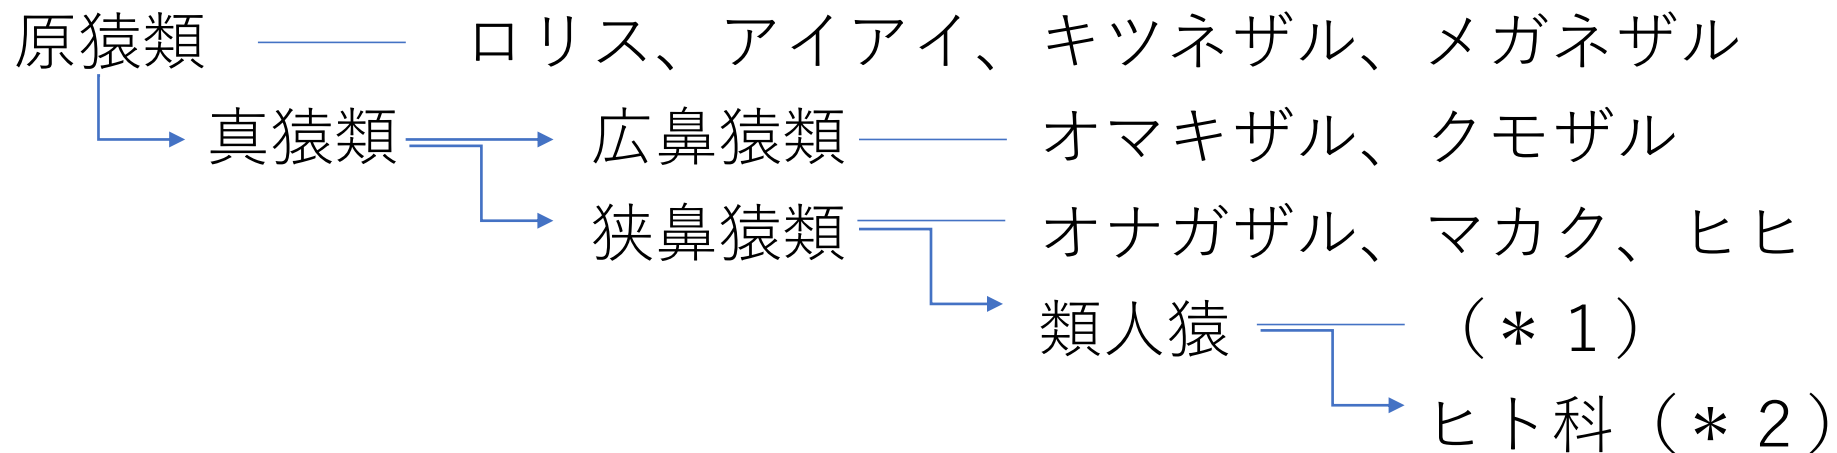 原猿類 ロリス、アイアイ、キツネザル、メガネザル
真猿類 広鼻猿類 オマキザル、クモザル
狭鼻猿類 オナガザル、マカク、ヒヒ
類人猿 （＊１）
ヒト科（＊２）